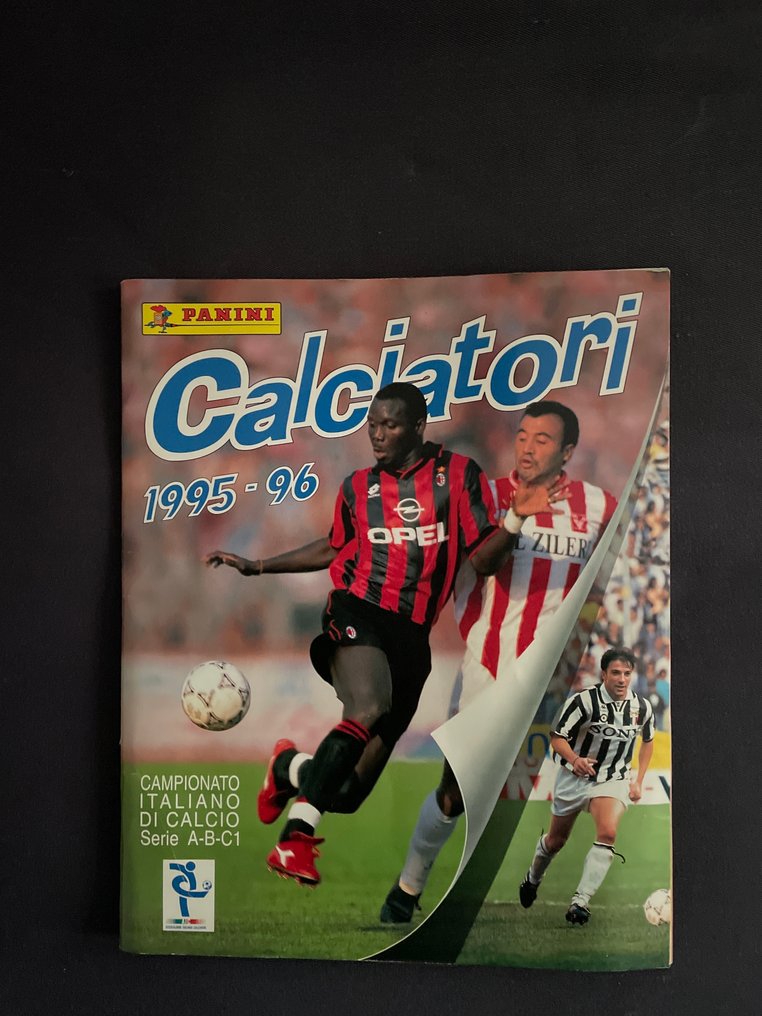 PANINI
Calciatori
1995-96
OPEL
ZILER
SONY
CAMPIONATO
ITALIANO
DI CALCIO
Serie A-B-C1